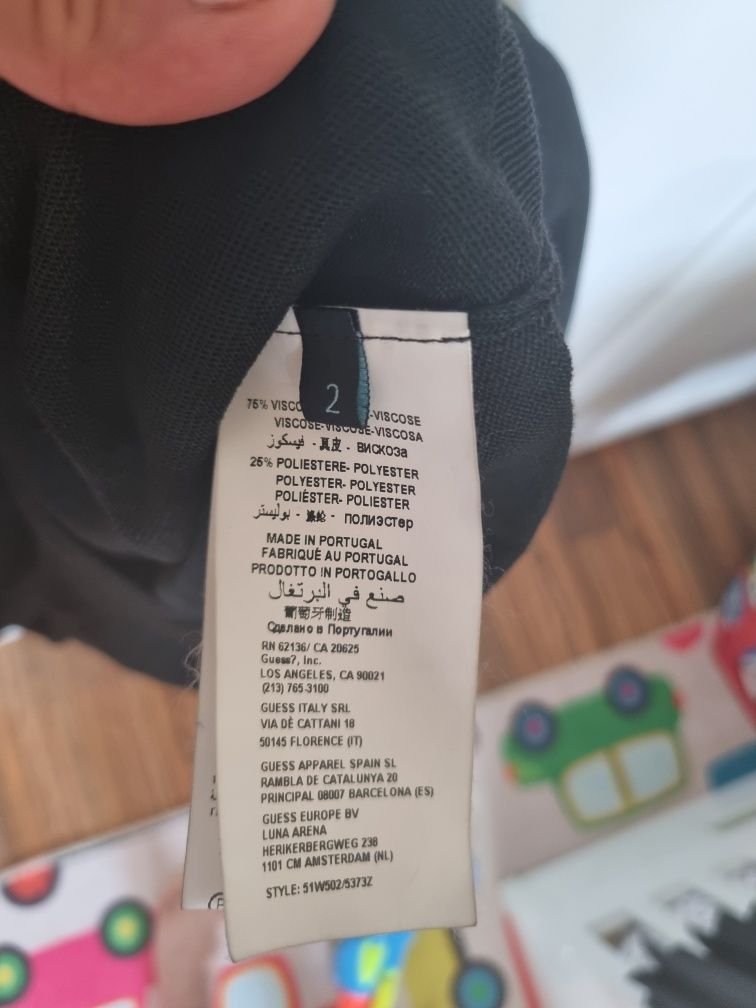 2
75% VISCO -VISCOSE
VISCOSE-VISCOSE-VISCOSA
فيسكوز - 真皮 - ВИСКОЗа
25% POLIESTERE- POLYESTER
POLYESTER- POLYESTER
POLIÉSTER- POLIESTER
بوليستر - - ПОЛИЭстер
MADE IN PORTUGAL
FABRIQUÉ AU PORTUGAL
PRODOTTO IN PORTOGALLO
صنع في البرتغال
葡萄牙制造
Сделано в Португалии
RN 62136/ CA 20625
Guess?, Inc.
LOS ANGELES, CA 90021
(213) 765-3100
GUESS ITALY SRL
VIA DÈ CATTANI 18
50145 FLORENCE (IT)
GUESS APPAREL SPAIN SL
RAMBLA DE CATALUNYA 20
PRINCIPAL 08007 BARCELONA (ES)
GUESS EUROPE BV
LUNA ARENA
HERIKERBERGWEG 238
1101 CM AMSTERDAM (NL)
STYLE: 51W502/5373Z